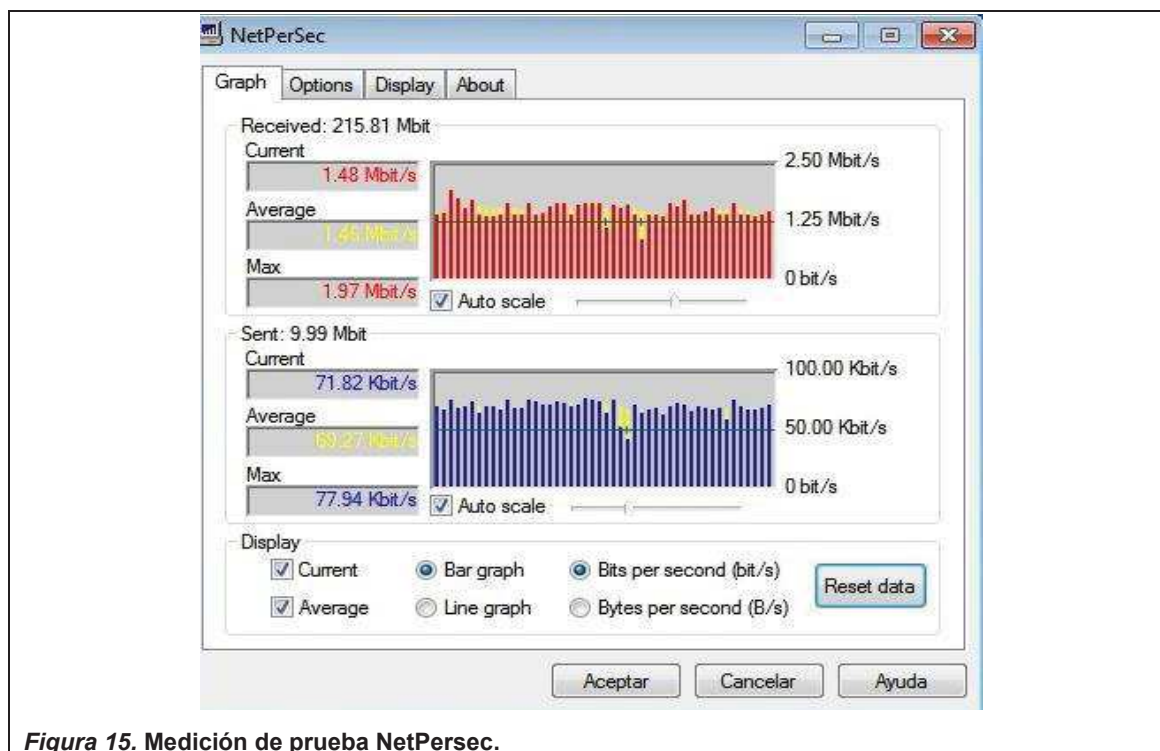 NetPerSec
Graph Options Display About
Received: 215.81 Mbit
Current
1.48 Mbit/s
Average
Max
1.97 Mbit/s
2.50 Mbit/s
1.25 Mbit/s
0 bit/s
Auto scale
Sent: 9.99 Mbit
Current
71.82 Kbit/s
Average
69.27 Kbit/s
Max
77.94 Kbit/s
100.00 Kbit/s
50.00 Kbit/s
0 bit/s
Auto scale
Display
Current Bar graph Bits per second (bit/s)
Average Line graph Bytes per second (B/s)
Reset data
Aceptar Cancelar Ayuda
Figura 15. Medición de prueba NetPersec.